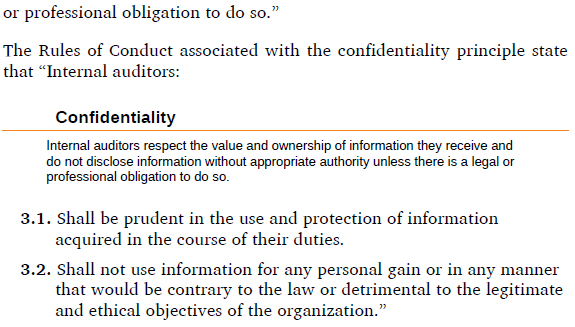 or professional obligation to do so.”
The Rules of Conduct associated with the confidentiality principle state
that “Internal auditors:
Confidentiality
Internal auditors respect the value and ownership of information they receive and
do not disclose information without appropriate authority unless there is a legal or
professional obligation to do so.
3.1. Shall be prudent in the use and protection of information
acquired in the course of their duties.
3.2. Shall not use information for any personal gain or in any manner
that would be contrary to the law or detrimental to the legitimate
and ethical objectives of the organization.”